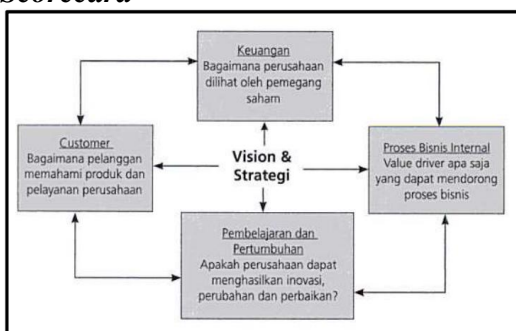 Scorecard
Keuangan
Bagaimana perusahaan
dilihat oleh pemegang
saham
Customer
Bagaimana pelanggan
memahami produk dan
pelayanan perusahaan
Vision &
Strategi
Proses Bisnis Internal
Value driver apa saja
yang dapat mendorong
proses bisnis
Pembelajaran dan
Pertumbuhan
Apakah perusahaan dapat
menghasilkan inovasi,
perubahan dan perbaikan?